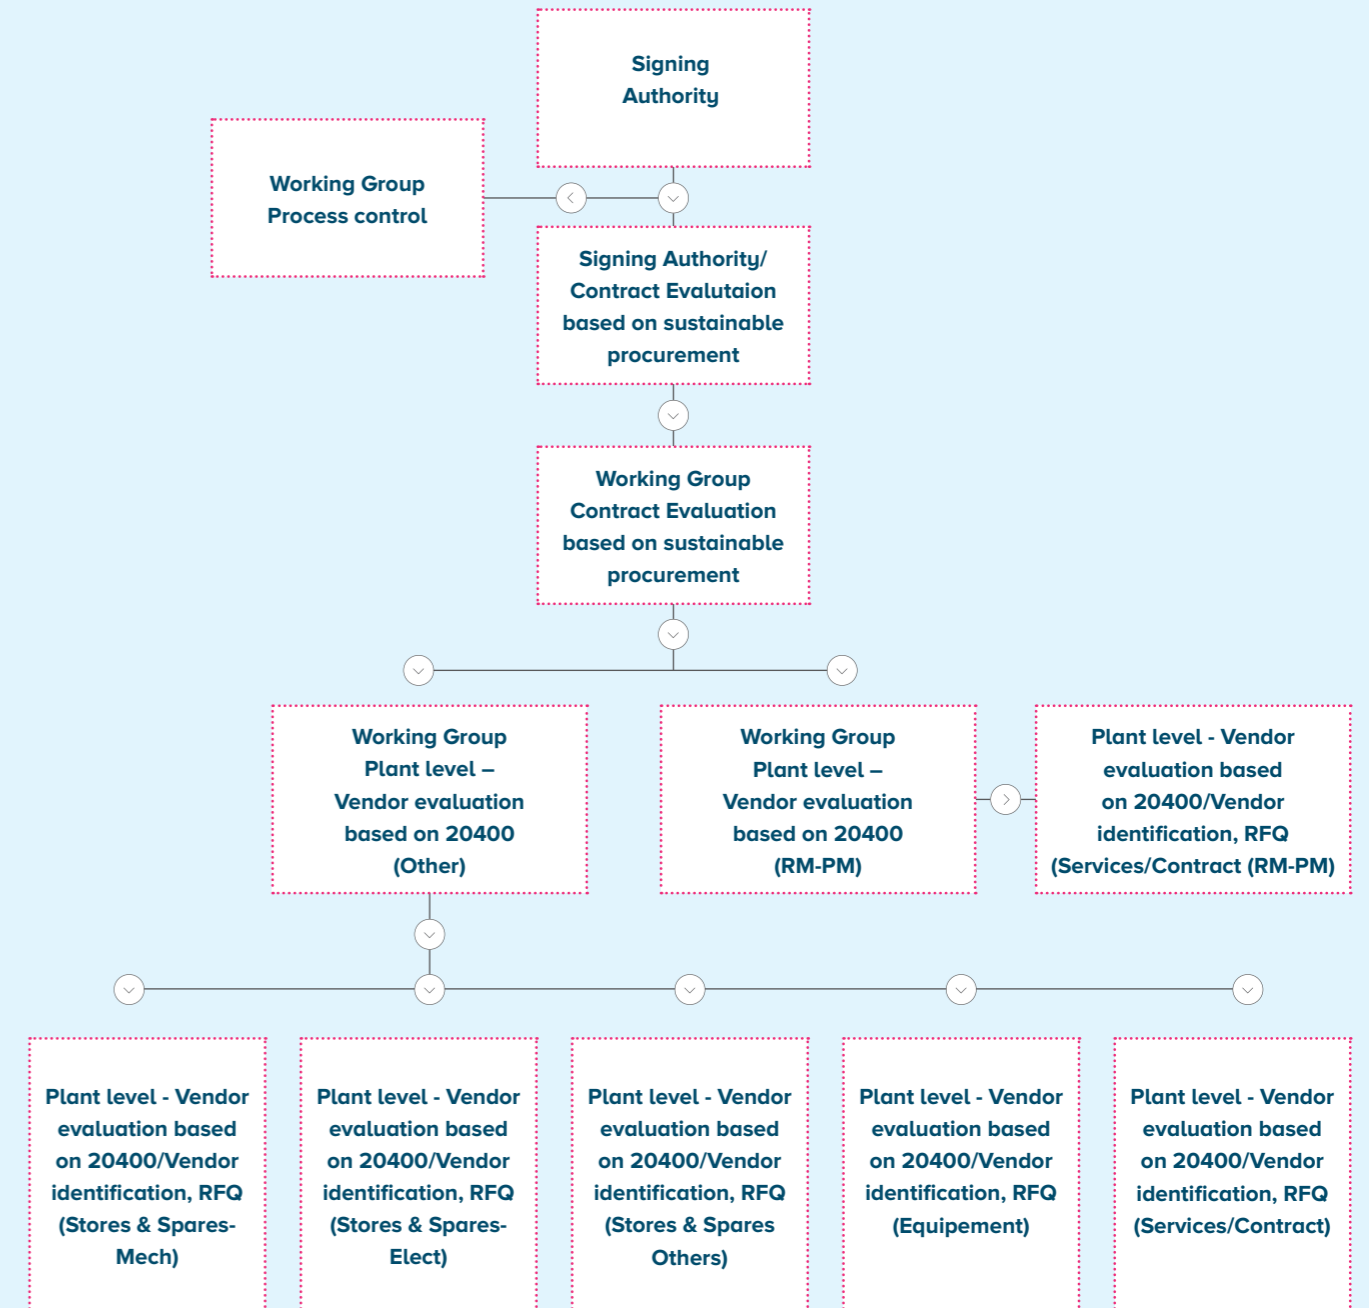 Signing
Authority
Working Group
Process control
Signing Authority/
Contract Evalutaion
based on sustainable
procurement
Working Group
Contract Evaluation
based on sustainable
procurement
Working Group
Plant level –
Vendor evaluation
based on 20400
(Other)
Working Group
Plant level –
Vendor evaluation
based on 20400
(RM-PM)
Plant level - Vendor
evaluation based
on 20400/Vendor
identification, RFQ
(Services/Contract (RM-PM)
Plant level - Vendor
evaluation based
on 20400/Vendor
identification, RFQ
(Stores & Spares-
Mech)
Plant level - Vendor
evaluation based
on 20400/Vendor
identification, RFQ
(Stores & Spares-
Elect)
Plant level - Vendor
evaluation based
on 20400/Vendor
identification, RFQ
(Stores & Spares
Others)
Plant level - Vendor
evaluation based
on 20400/Vendor
identification, RFQ
(Equipement)
Plant level - Vendor
evaluation based
on 20400/Vendor
identification, RFQ
(Services/Contract)